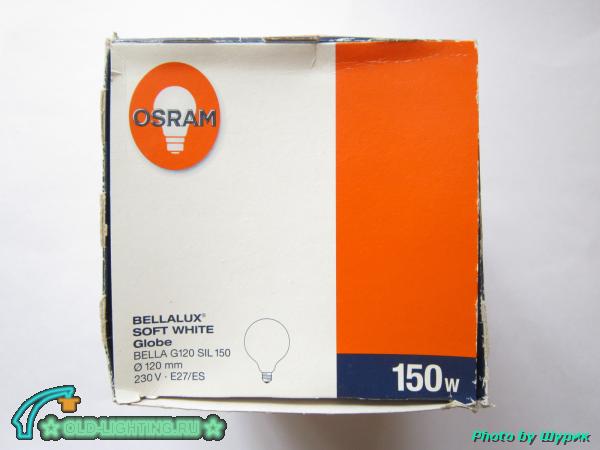 OSRAM
BELLALUX®
SOFT WHITE
Globe
BELLA G120 SIL 150
Ø 120 mm
230 V · E27/ES
150 W
OLD-LIGHTING.RU
Photo by Шурик